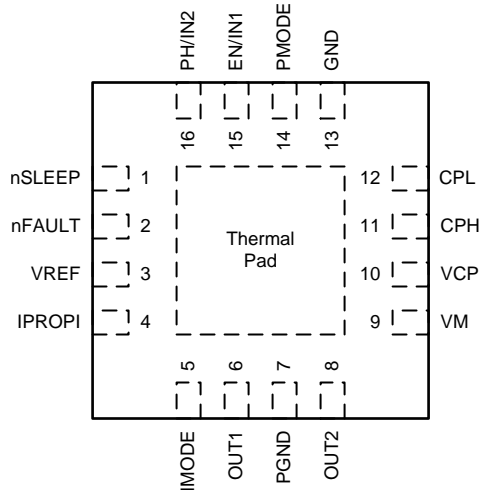 PH/IN2
EN/IN1
PMODE
GND
16
15
14
13
nSLEEP 1
nFAULT 2
VREF 3
IPROPI 4
Thermal
Pad
12 CPL
11 CPH
10 VCP
9 VM
5
6
7
8
IMODE
OUT1
PGND
OUT2